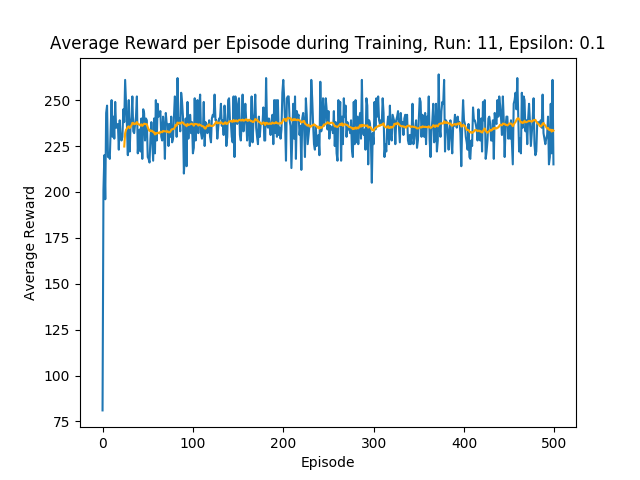 Average Reward per Episode during Training, Run: 11, Epsilon: 0.1
Average Reward
250
225
200
175
150
125
100
75
0 100 200 300 400 500
Episode